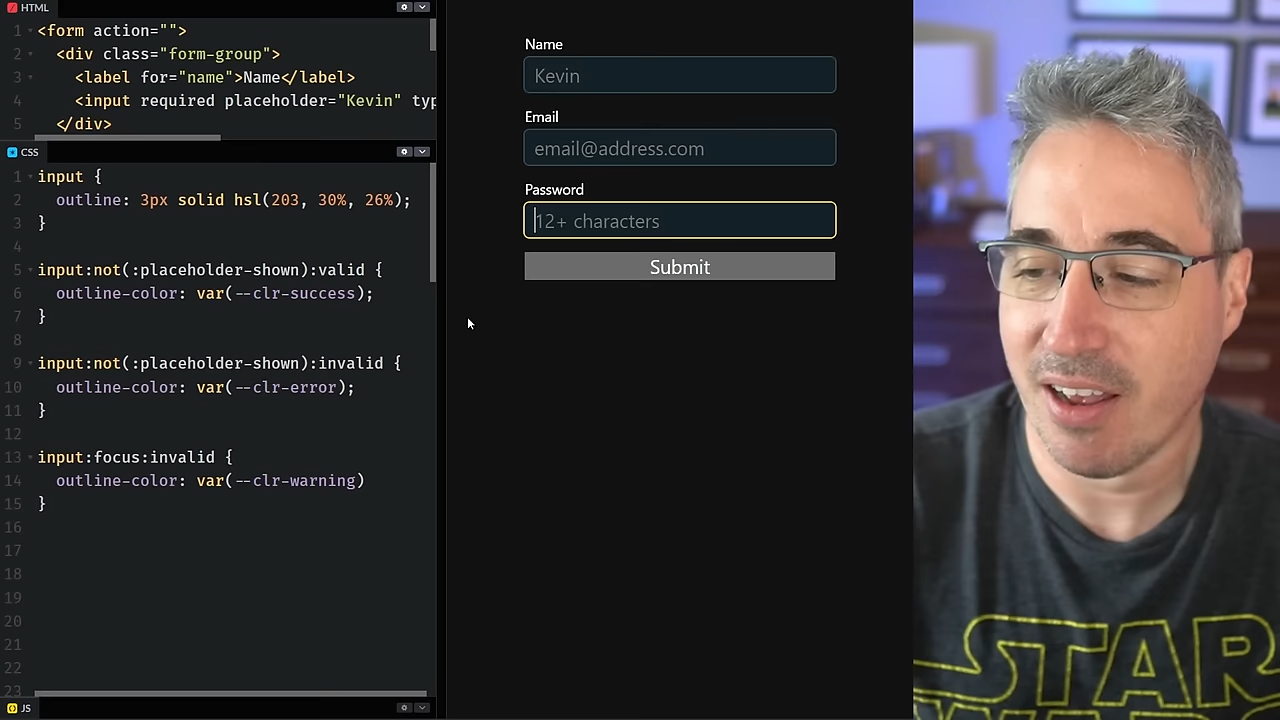 HTML
1 <form action="">
2 <div class="form-group">
3 <label for="name">Name</label>
4 <input required placeholder="Kevin" typ
5 </div>
CSS
1 input {
2 outline: 3px solid hsl(203, 30%, 26%);
3 }
4
5 input:not(:placeholder-shown):valid {
6 outline-color: var(--clr-success);
7 }
8
9 input:not(:placeholder-shown):invalid {
10 outline-color: var(--clr-error);
11 }
12
13 input:focus:invalid {
14 outline-color: var(--clr-warning)
15 }
16
17
18
19
20
21
22
23
JS
Name
Kevin
Email
email@address.com
Password
12+ characters
Submit
STAR
WARS